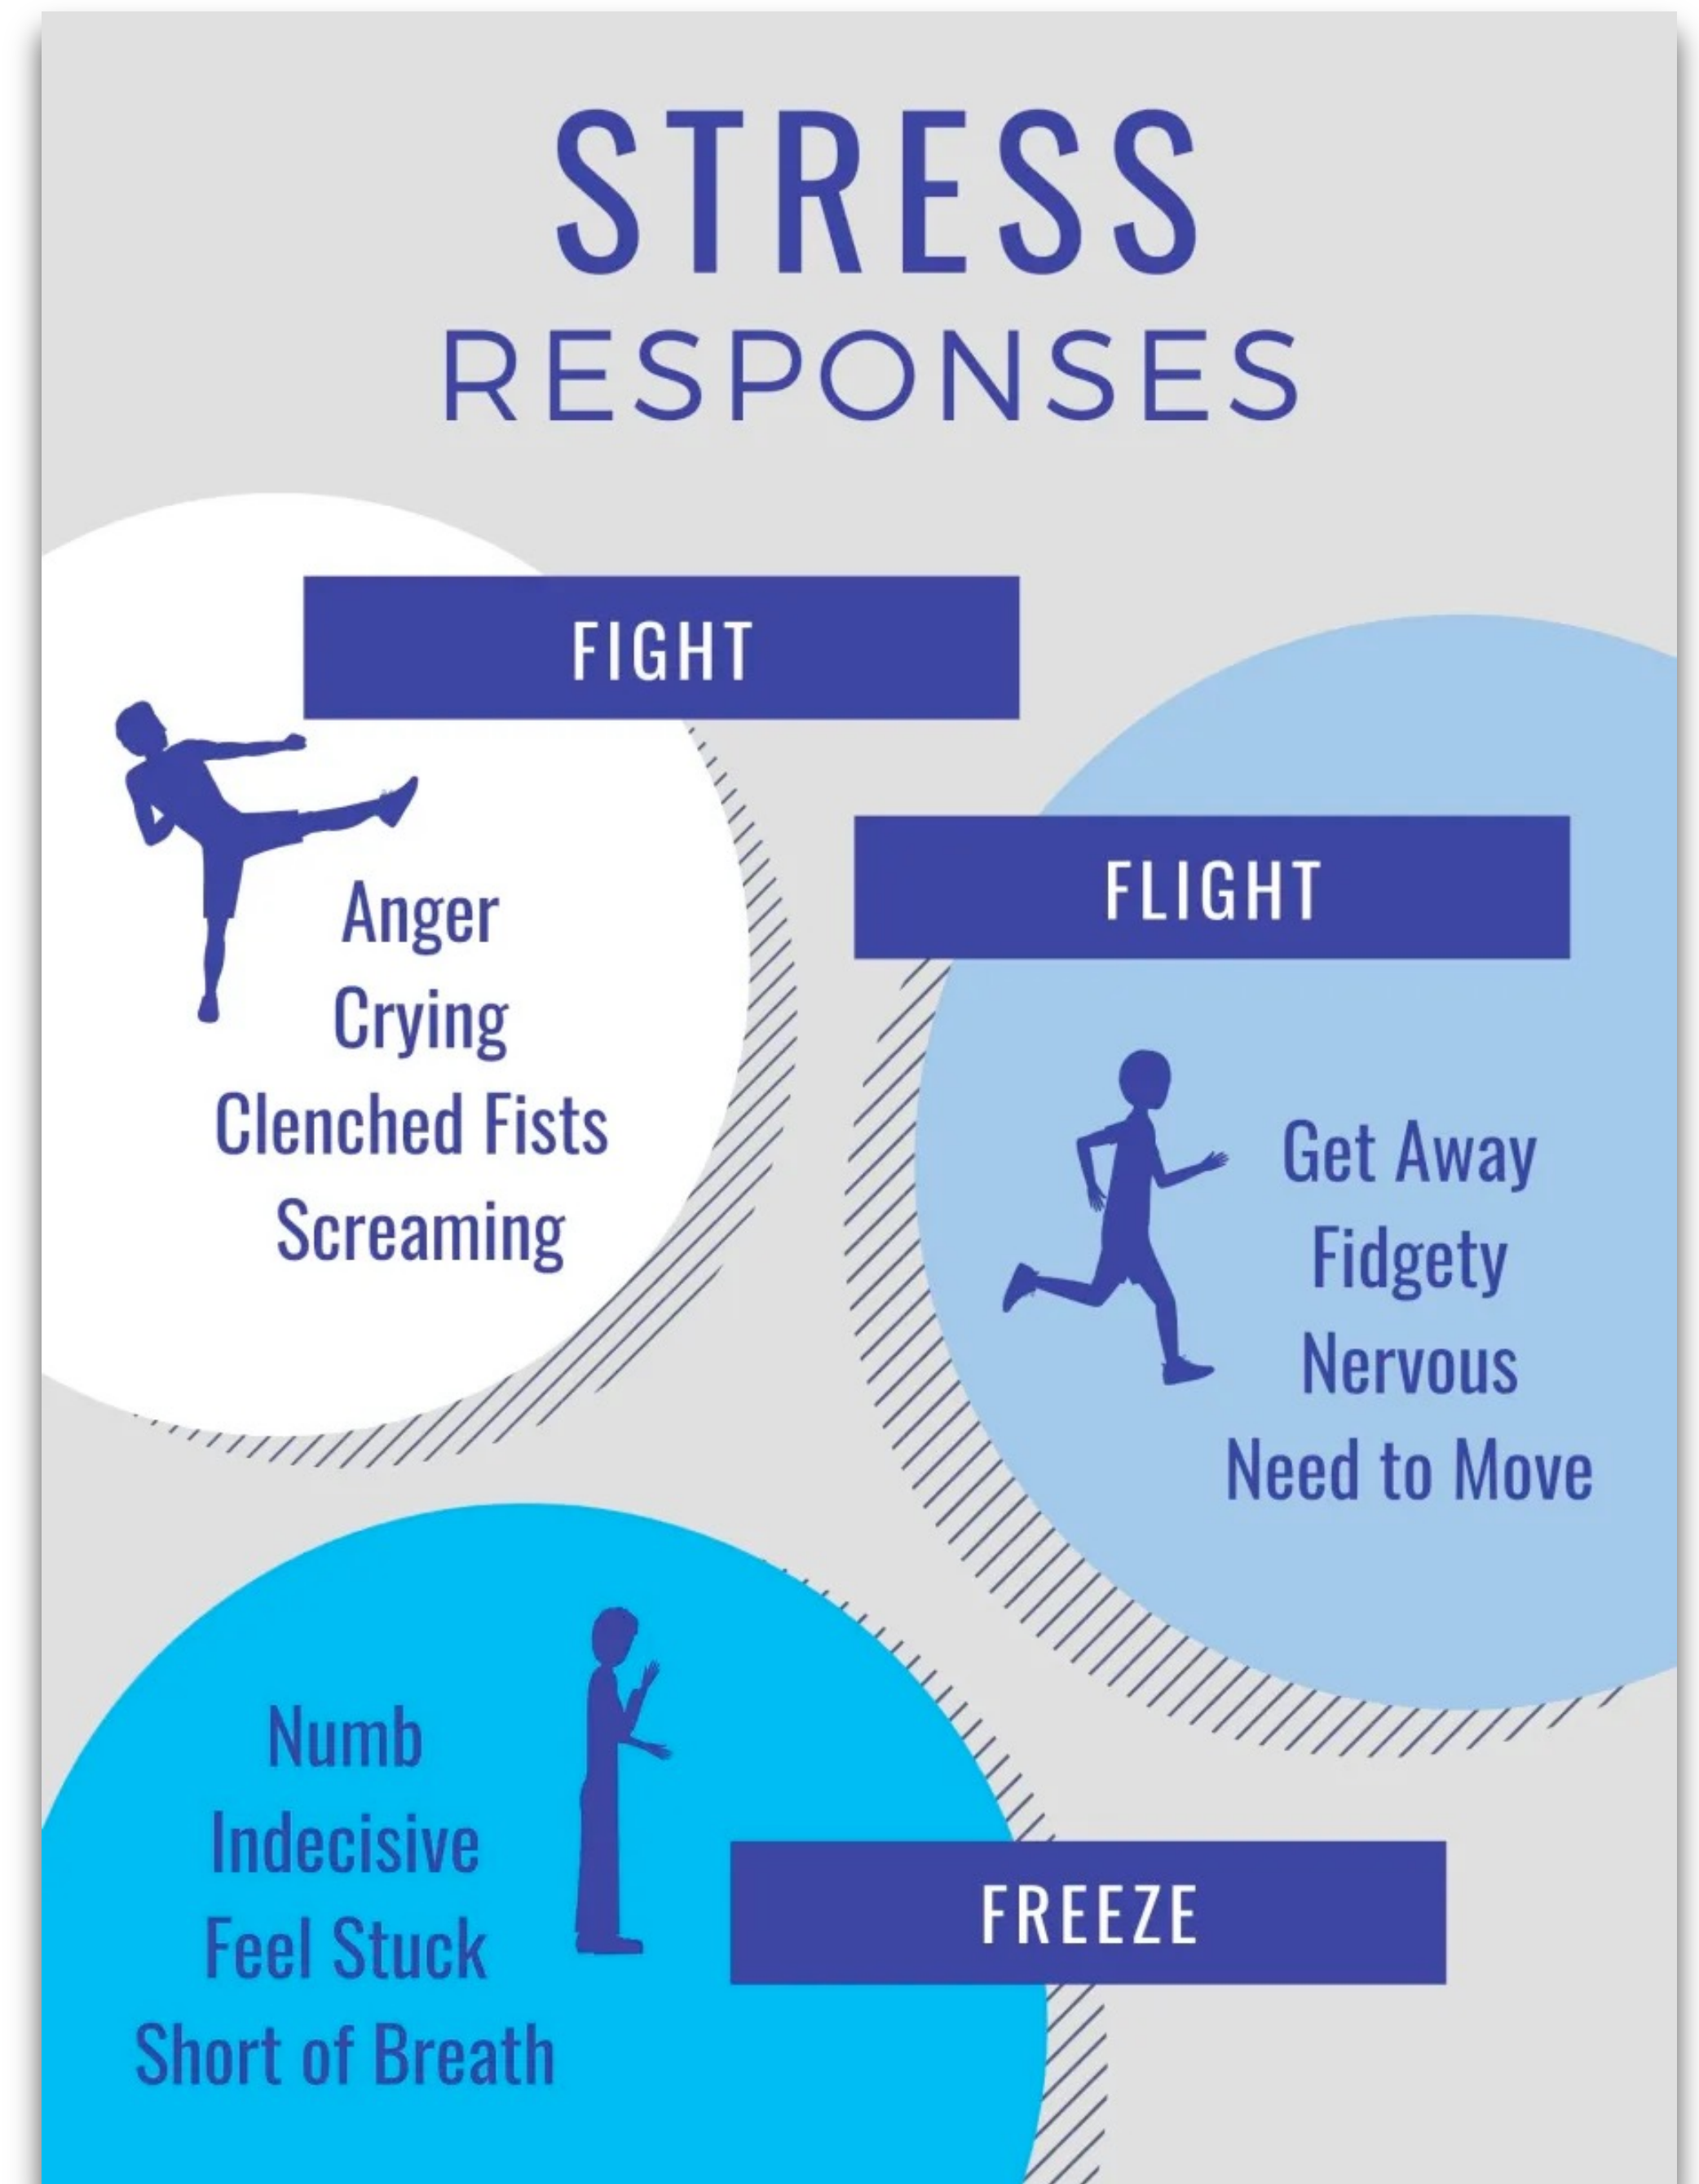 STRESS
RESPONSES
FIGHT
Anger
Crying
Clenched Fists
Screaming
FLIGHT
Get Away
Fidgety
Nervous
Need to Move
Numb
Indecisive
Feel Stuck
Short of Breath
FREEZE